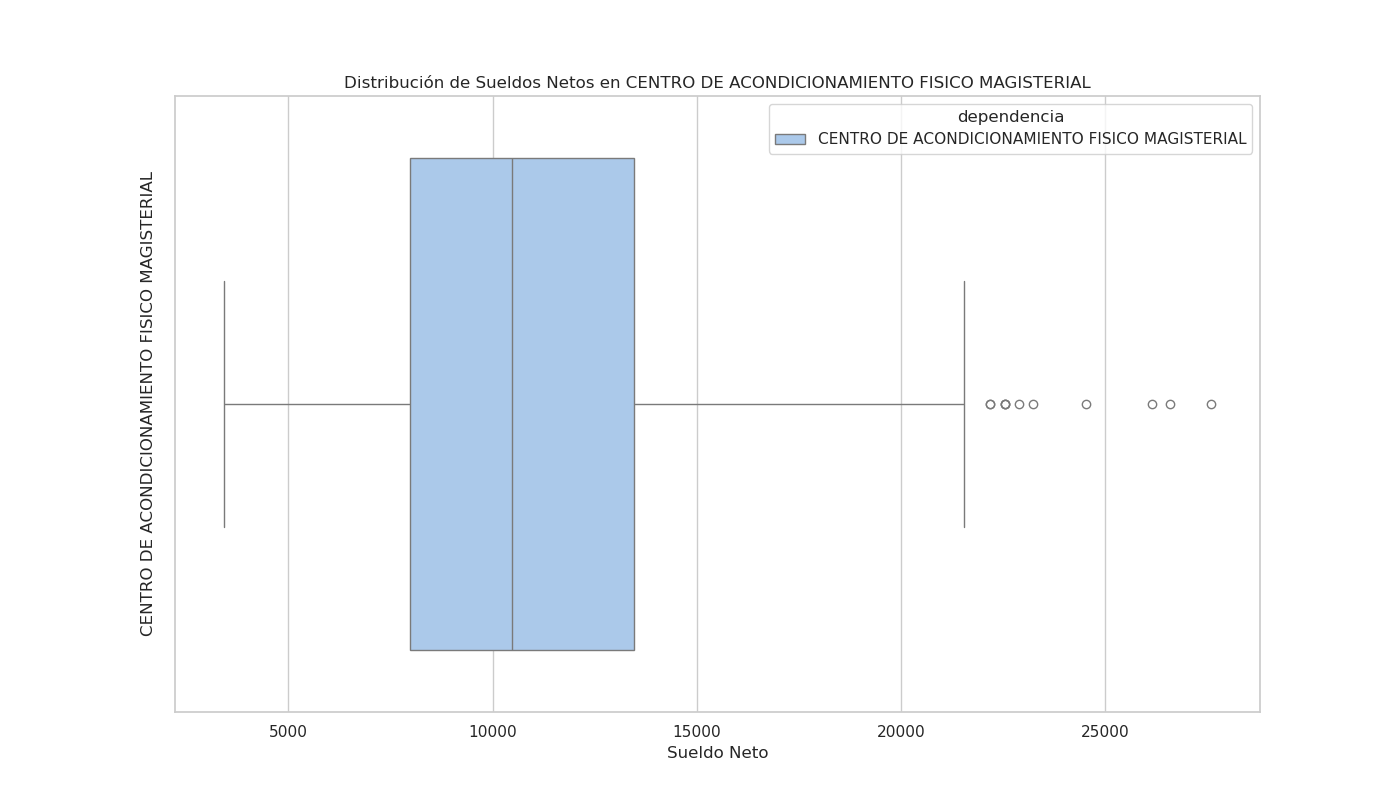 Distribución de Sueldos Netos en CENTRO DE ACONDICIONAMIENTO FISICO MAGISTERIAL
dependencia
CENTRO DE ACONDICIONAMIENTO FISICO MAGISTERIAL
CENTRO DE ACONDICIONAMIENTO FISICO MAGISTERIAL
5000 10000 15000 20000 25000
Sueldo Neto